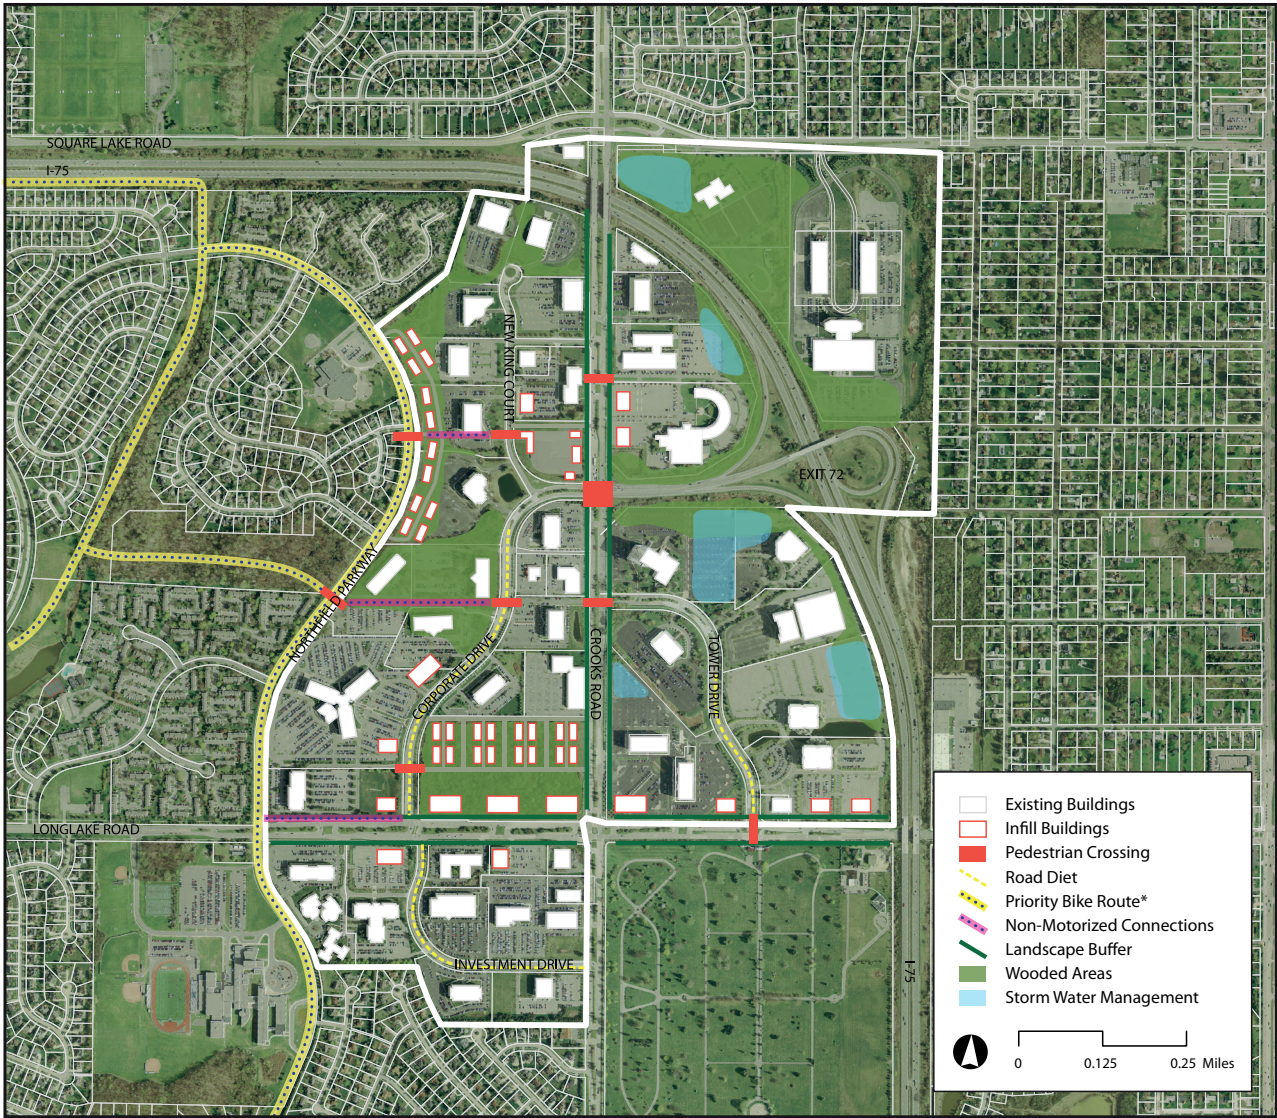 SQUARE LAKE ROAD
I-75
NEW KING COURT
EXIT 72
NORTHFIELD PARKWAY
CORPORATE DRIVE
CROOKS ROAD
TOWER DRIVE
LONGLAKE ROAD
INVESTMENT DRIVE
I-75
Existing Buildings
Infill Buildings
Pedestrian Crossing
Road Diet
Priority Bike Route*
Non-Motorized Connections
Landscape Buffer
Wooded Areas
Storm Water Management
0 0.125 0.25 Miles